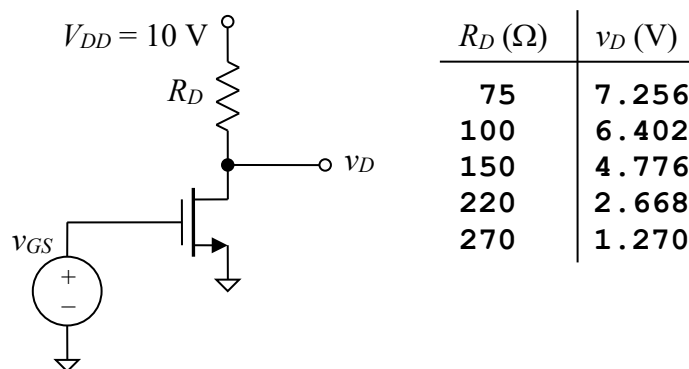 V_DD = 10 V
R_D
v_D
v_GS
+
−
R_D (Ω) v_D (V)
75 7.256
100 6.402
150 4.776
220 2.668
270 1.270